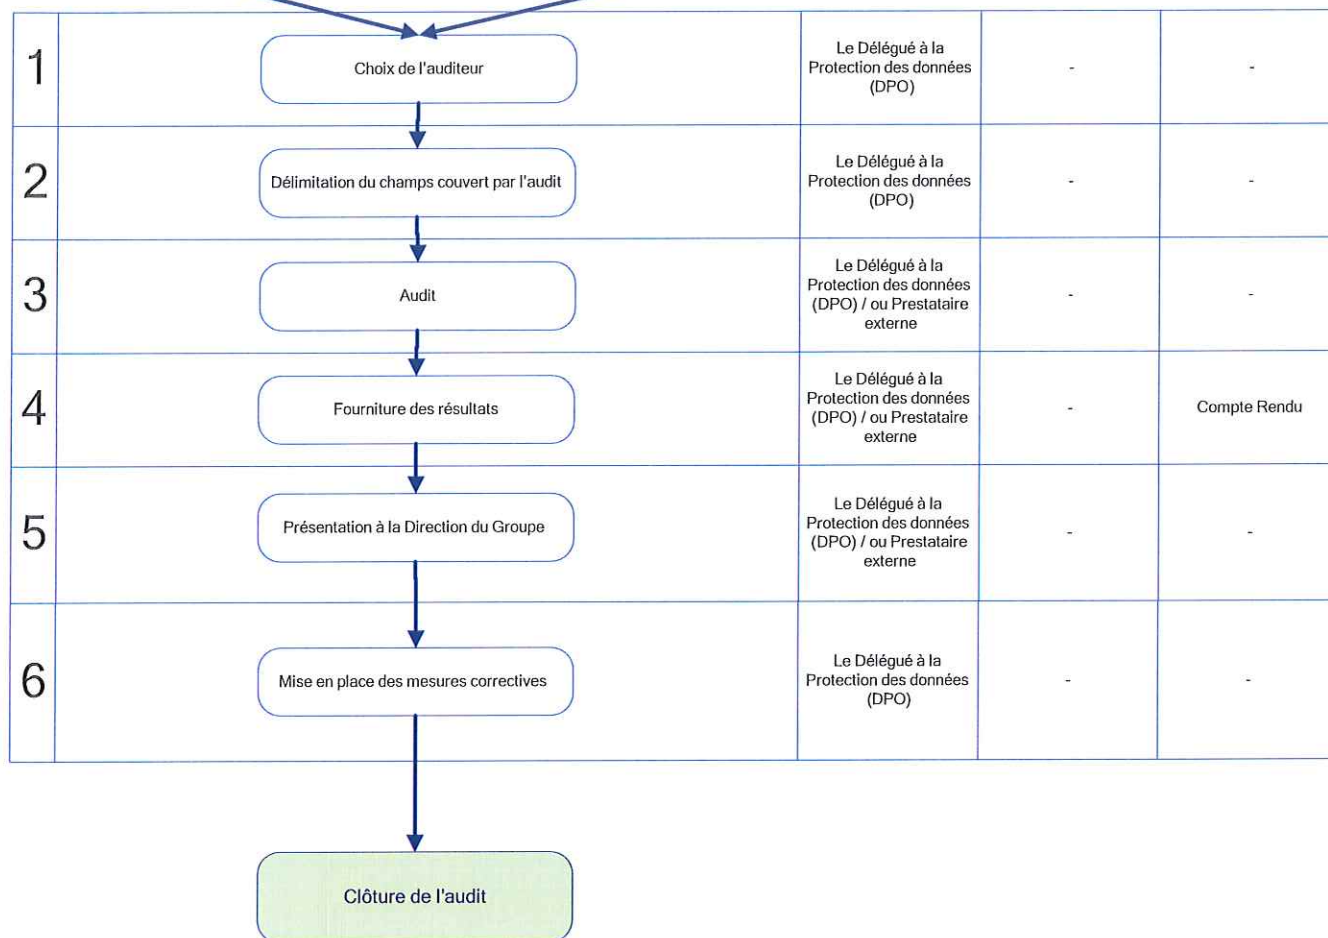 1
Choix de l'auditeur
Le Délégué à la
Protection des données
(DPO)
-
-
2
Délimitation du champs couvert par l'audit
Le Délégué à la
Protection des données
(DPO)
-
-
3
Audit
Le Délégué à la
Protection des données
(DPO) / ou Prestataire
externe
-
-
4
Fourniture des résultats
Le Délégué à la
Protection des données
(DPO) / ou Prestataire
externe
-
Compte Rendu
5
Présentation à la Direction du Groupe
Le Délégué à la
Protection des données
(DPO) / ou Prestataire
externe
-
-
6
Mise en place des mesures correctives
Le Délégué à la
Protection des données
(DPO)
-
-
Clôture de l'audit